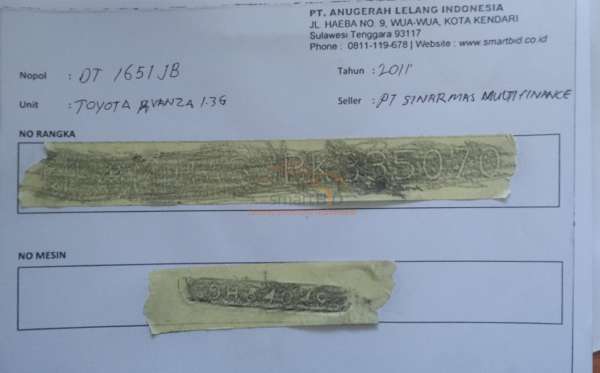 PT. ANUGERAH LELANG INDONESIA
JL. HAEBA NO. 9, WUA-WUA, KOTA KENDARI
Sulawesi Tenggara 93117
Phone : 0811-119-678 | Website : www.smartbid.co.id
Nopol : DT 1651 JB
Tahun : 2011
Unit : TOYOTA AVANZA 1.3G
Seller : PT SINARMAS MULTIFINANCE
NO RANGKA
BK335070
smartBID
NO MESIN